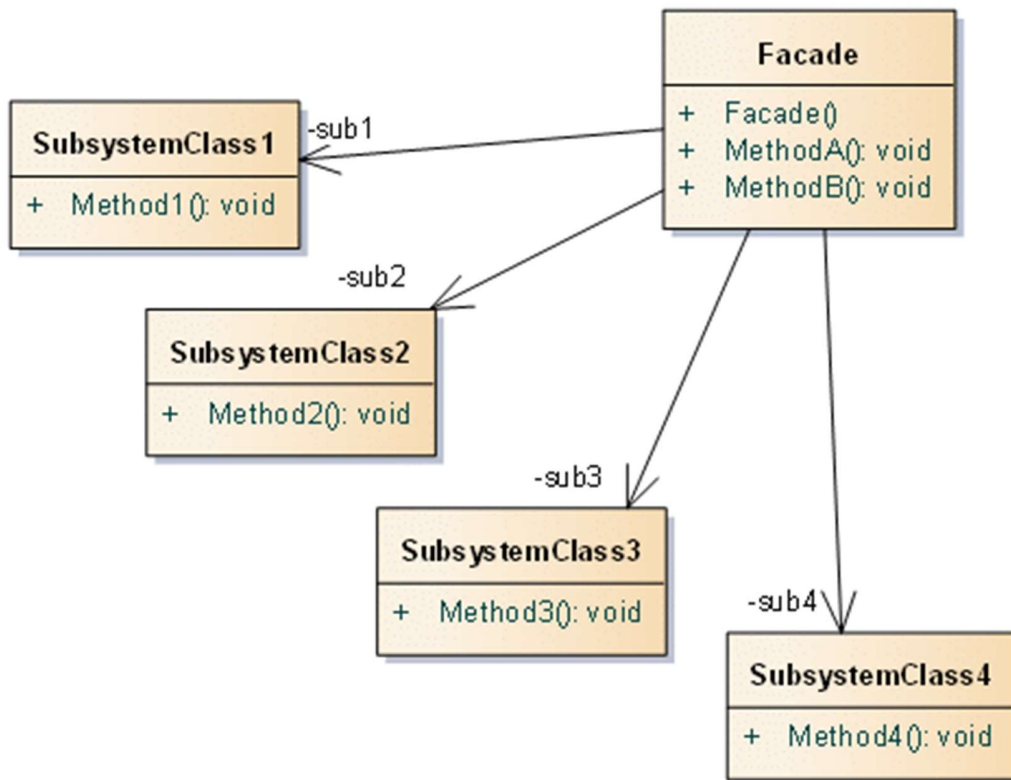 Facade
+ Facade()
+ MethodA(): void
+ MethodB(): void
-sub1
SubsystemClass1
+ Method1(): void
-sub2
SubsystemClass2
+ Method2(): void
-sub3
SubsystemClass3
+ Method3(): void
-sub4
SubsystemClass4
+ Method4(): void